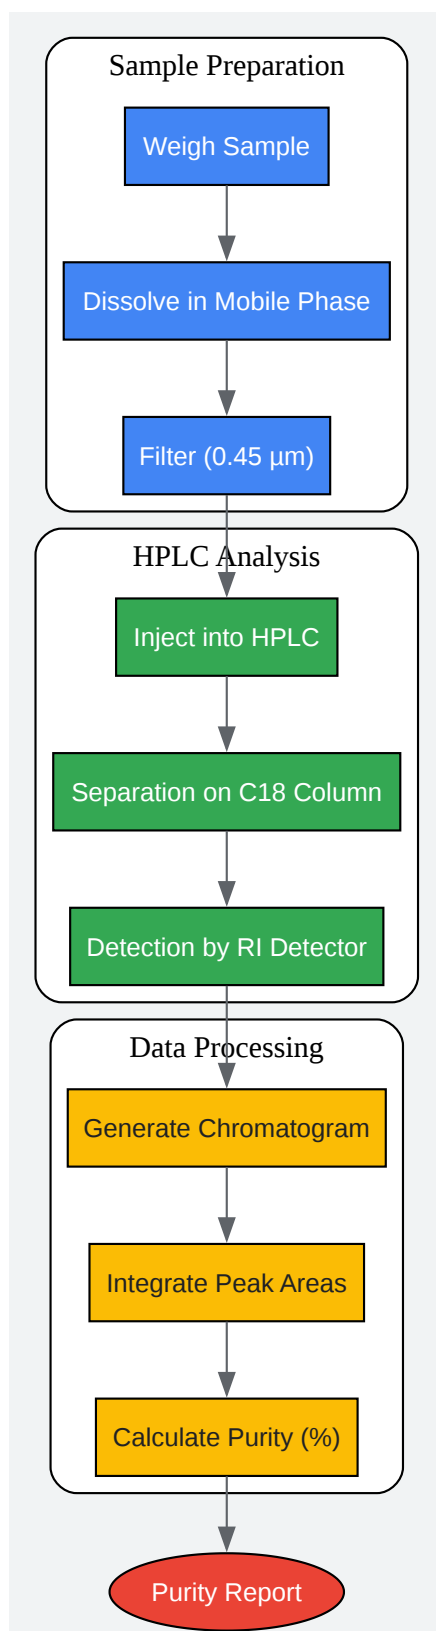 Sample Preparation
Weigh Sample
Dissolve in Mobile Phase
Filter (0.45 µm)
HPLC Analysis
Inject into HPLC
Separation on C18 Column
Detection by RI Detector
Data Processing
Generate Chromatogram
Integrate Peak Areas
Calculate Purity (%)
Purity Report